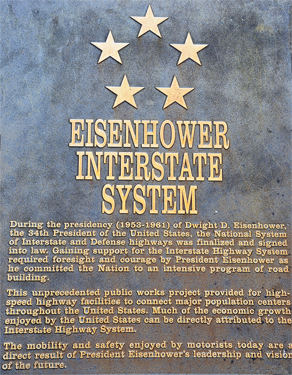 EISENHOWER
INTERSTATE
SYSTEM
During the presidency (1953-1961) of Dwight D. Eisenhower,
the 34th President of the United States, the National System
of Interstate and Defense highways was finalized and signed
into law. Gaining support for the Interstate Highway System
required foresight and courage by President Eisenhower as
he committed the Nation to an intensive program of road
building.
This unprecedented public works project provided for high-
speed highway facilities to connect major population centers
throughout the United States. Much of the economic growth
enjoyed by the United States can be directly attributed to the
Interstate Highway System.
The mobility and safety enjoyed by motorists today are a
direct result of President Eisenhower's leadership and vision
of the future.